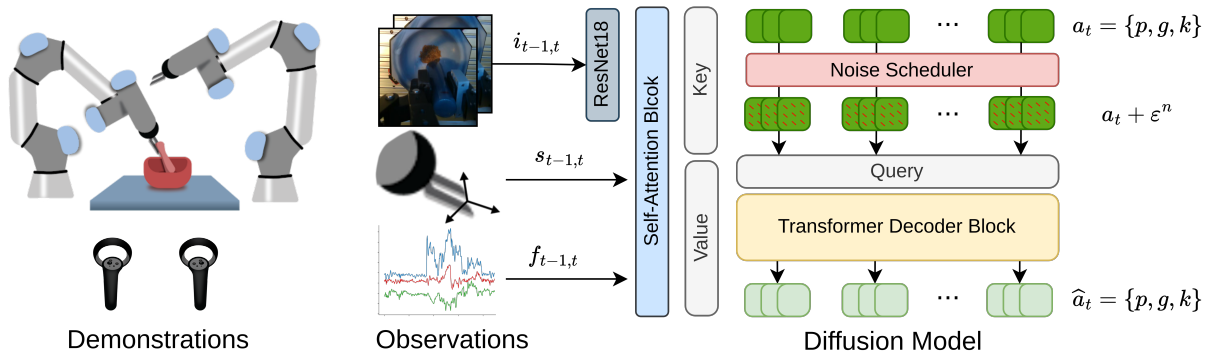 Demonstrations
i_{t-1,t}
s_{t-1,t}
f_{t-1,t}
Observations
ResNet18
Self-Attention Blcok
Key
Value
... a_t = {p, g, k}
Noise Scheduler
... a_t + ε^n
Query
Transformer Decoder Block
... â_t = {p, g, k}
Diffusion Model